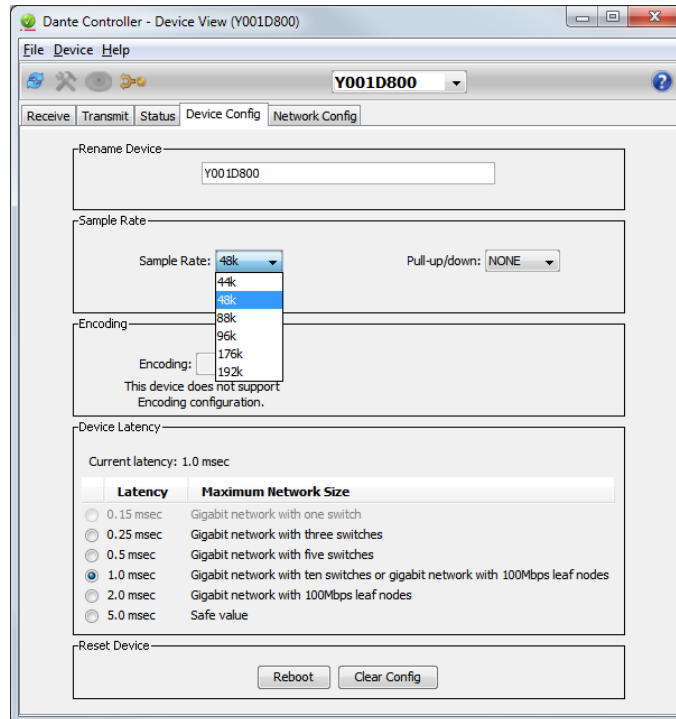 Dante Controller - Device View (Y001D800)
File Device Help
Y001D800
Receive Transmit Status Device Config Network Config
Rename Device
Y001D800
Sample Rate
Sample Rate: 48k Pull-up/down: NONE
44k
48k
88k
96k
176k
192k
Encoding
Encoding:
This device does not support
Encoding configuration.
Device Latency
Current latency: 1.0 msec
Latency Maximum Network Size
0.15 msec Gigabit network with one switch
0.25 msec Gigabit network with three switches
0.5 msec Gigabit network with five switches
1.0 msec Gigabit network with ten switches or gigabit network with 100Mbps leaf nodes
2.0 msec Gigabit network with 100Mbps leaf nodes
5.0 msec Safe value
Reset Device
Reboot Clear Config